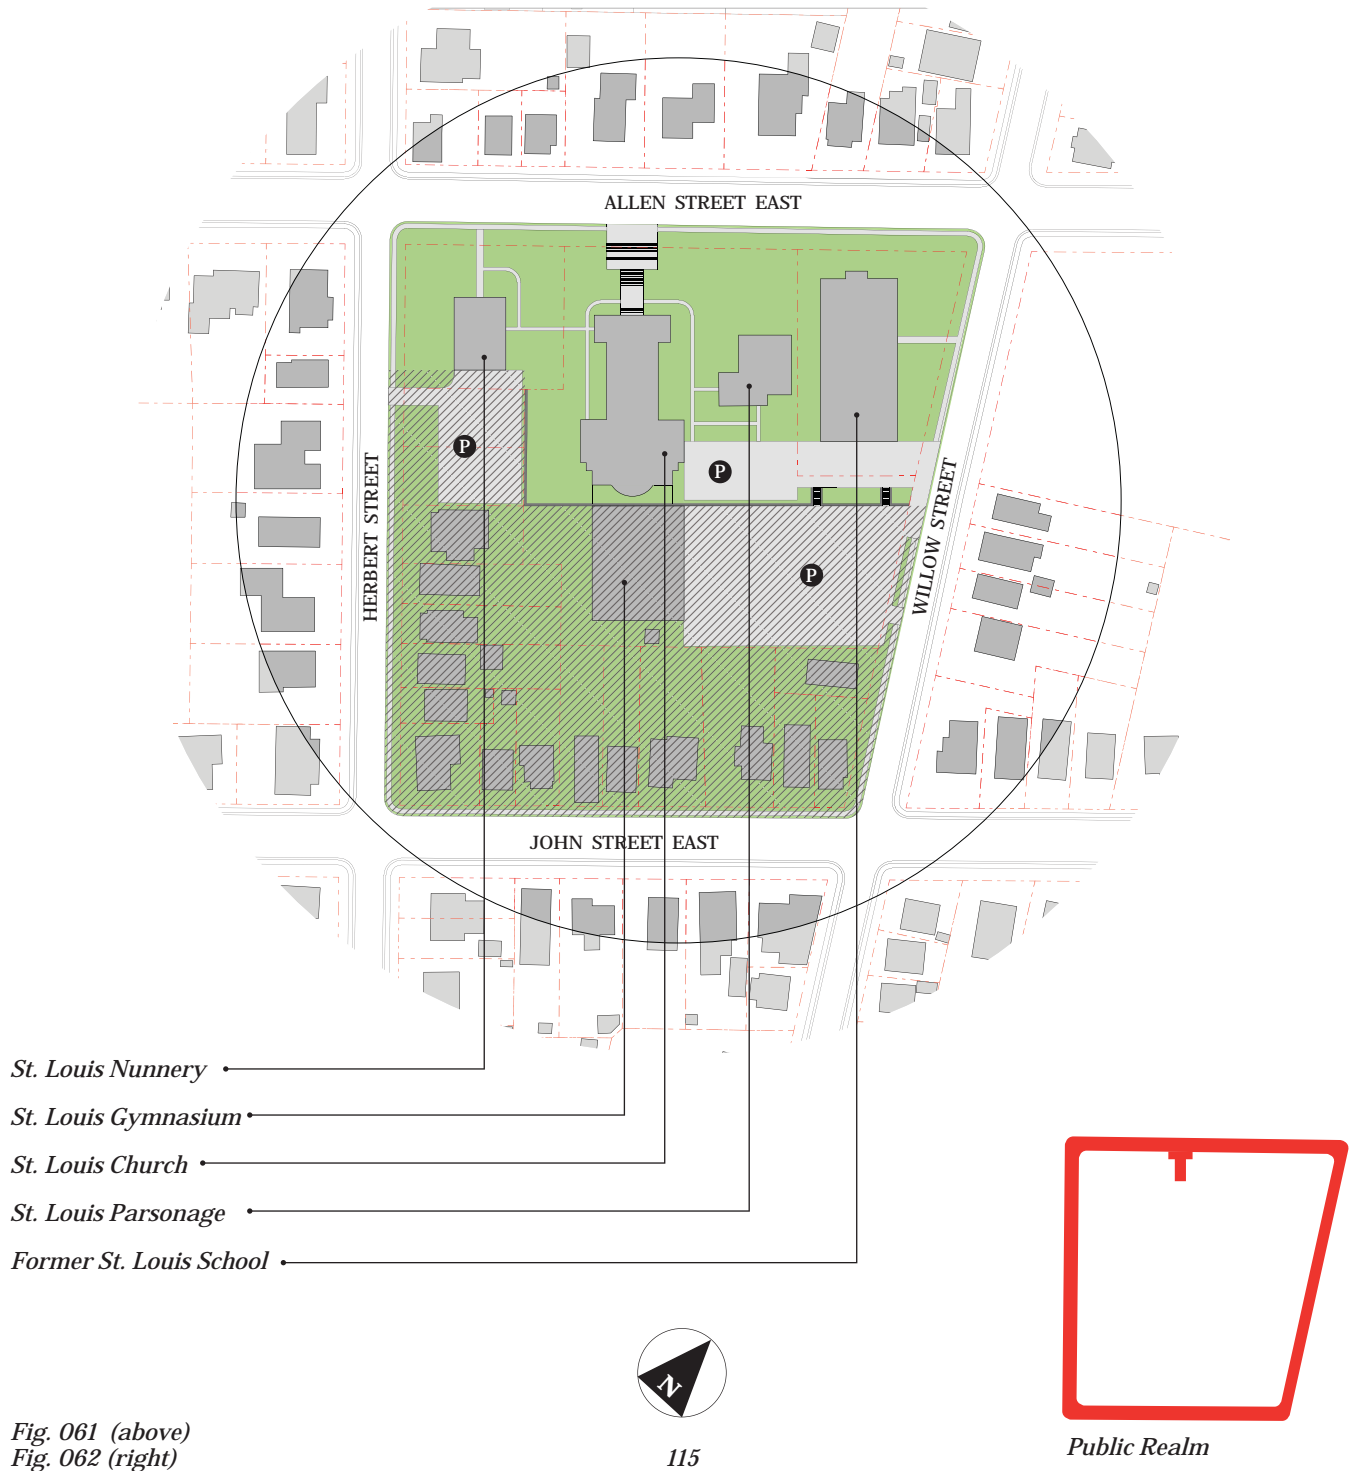 ALLEN STREET EAST
HERBERT STREET
P
P
WILLOW STREET
P
JOHN STREET EAST
St. Louis Nunnery
St. Louis Gymnasium
St. Louis Church
St. Louis Parsonage
Former St. Louis School
N
Fig. 061 (above)
Fig. 062 (right)
115
Public Realm